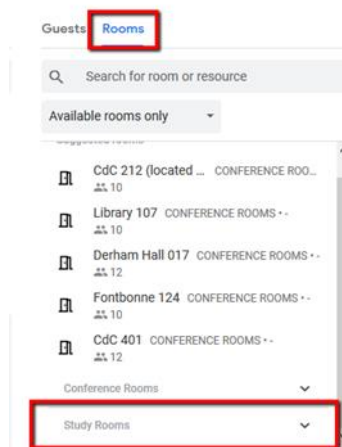 Guests Rooms
Search for room or resource
Available rooms only
Suggested rooms
CdC 212 (located ... CONFERENCE ROO...
10
Library 107 CONFERENCE ROOMS • -
10
Derham Hall 017 CONFERENCE ROOMS • -
12
Fontbonne 124 CONFERENCE ROOMS • -
10
CdC 401 CONFERENCE ROOMS • -
12
Conference Rooms
Study Rooms